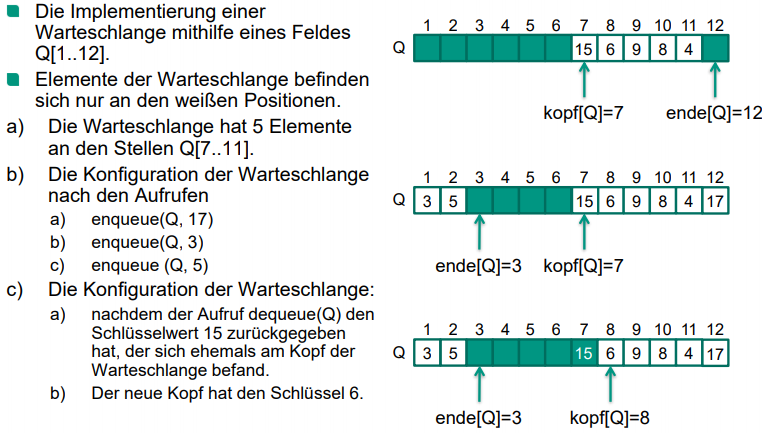 Die Implementierung einer
Warteschlange mithilfe eines Feldes
Q[1..12].
Elemente der Warteschlange befinden
sich nur an den weißen Positionen.
a) Die Warteschlange hat 5 Elemente
an den Stellen Q[7..11].
b) Die Konfiguration der Warteschlange
nach den Aufrufen
a) enqueue(Q, 17)
b) enqueue(Q, 3)
c) enqueue (Q, 5)
c) Die Konfiguration der Warteschlange:
a) nachdem der Aufruf dequeue(Q) den
Schlüsselwert 15 zurückgegeben
hat, der sich ehemals am Kopf der
Warteschlange befand.
b) Der neue Kopf hat den Schlüssel 6.
1 2 3 4 5 6 7 8 9 10 11 12
Q 15 6 9 8 4
kopf[Q]=7 ende[Q]=12
1 2 3 4 5 6 7 8 9 10 11 12
Q 3 5 15 6 9 8 4 17
ende[Q]=3 kopf[Q]=7
1 2 3 4 5 6 7 8 9 10 11 12
Q 3 5 15 6 9 8 4 17
ende[Q]=3 kopf[Q]=8